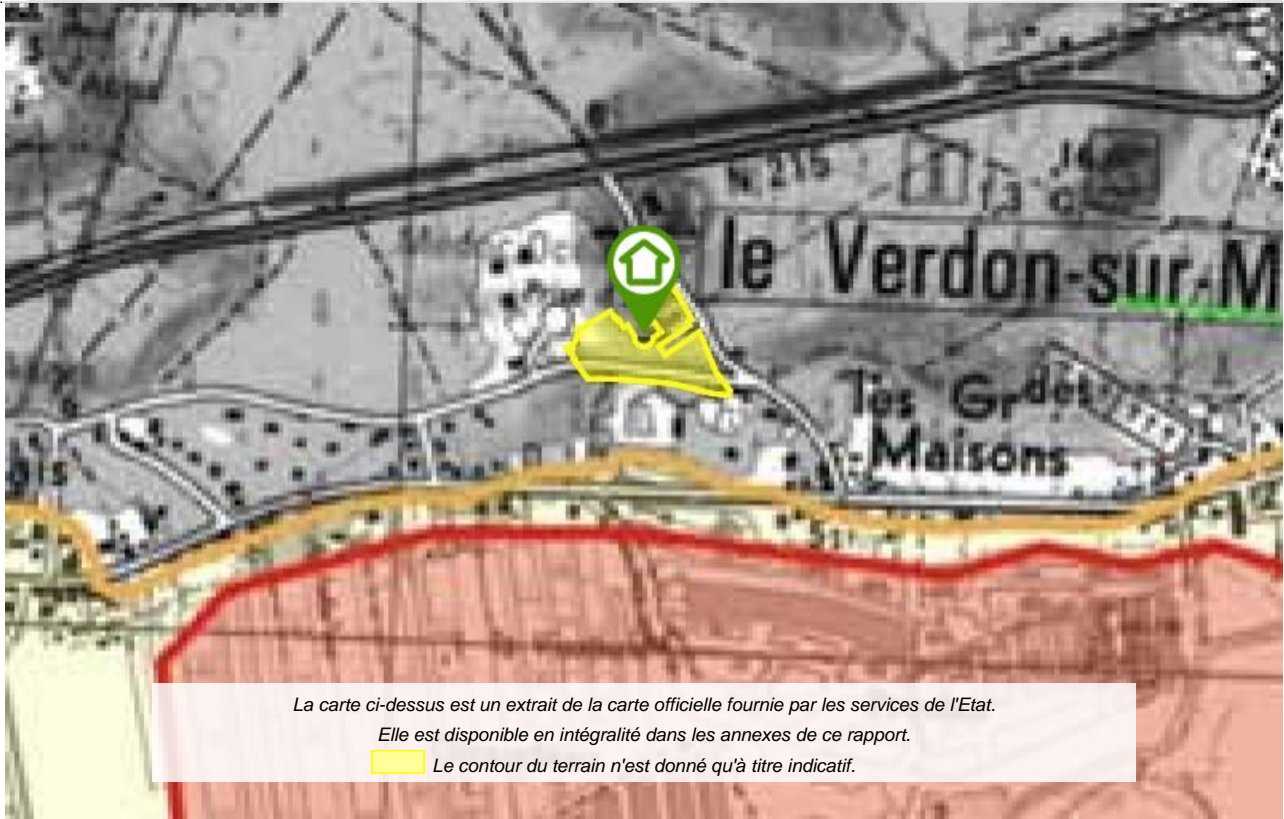 N 215
le Verdon-sur-M
les Grdes
Maisons
La carte ci-dessus est un extrait de la carte officielle fournie par les services de l'Etat.
Elle est disponible en intégralité dans les annexes de ce rapport.
Le contour du terrain n'est donné qu'à titre indicatif.